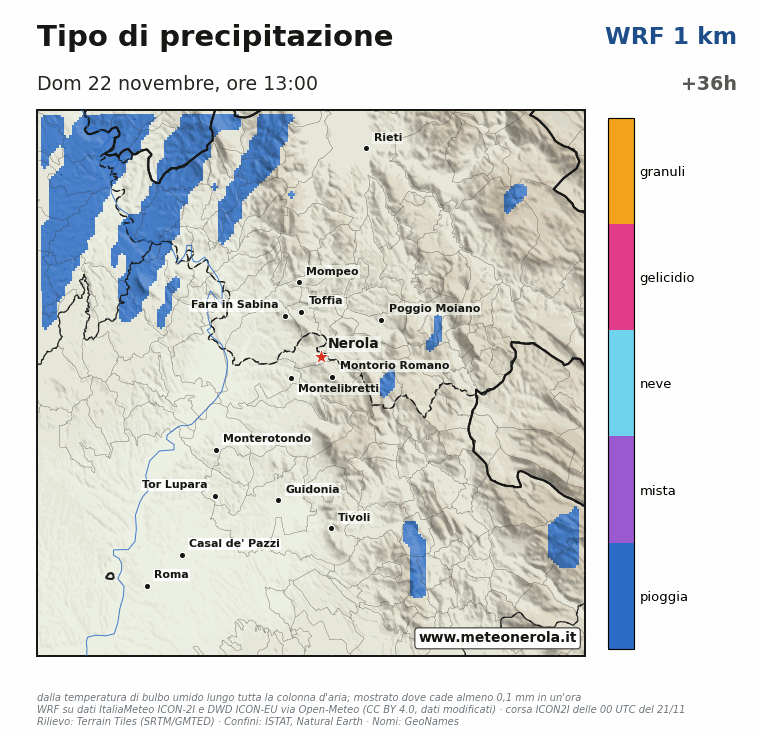 Tipo di precipitazione
WRF 1 km
Dom 22 novembre, ore 13:00
+36h
Rieti
Mompeo
Toffia
Fara in Sabina
Poggio Moiano
Nerola
Montorio Romano
Montelibretti
Monterotondo
Tor Lupara
Guidonia
Tivoli
Casal de' Pazzi
Roma
www.meteonerola.it
granuli
gelicidio
neve
mista
pioggia
dalla temperatura di bulbo umido lungo tutta la colonna d'aria; mostrato dove cade almeno 0,1 mm in un'ora
WRF su dati ItaliaMeteo ICON-2I e DWD ICON-EU via Open-Meteo (CC BY 4.0, dati modificati) · corsa ICON2I delle 00 UTC del 21/11
Rilievo: Terrain Tiles (SRTM/GMTED) · Confini: ISTAT, Natural Earth · Nomi: GeoNames